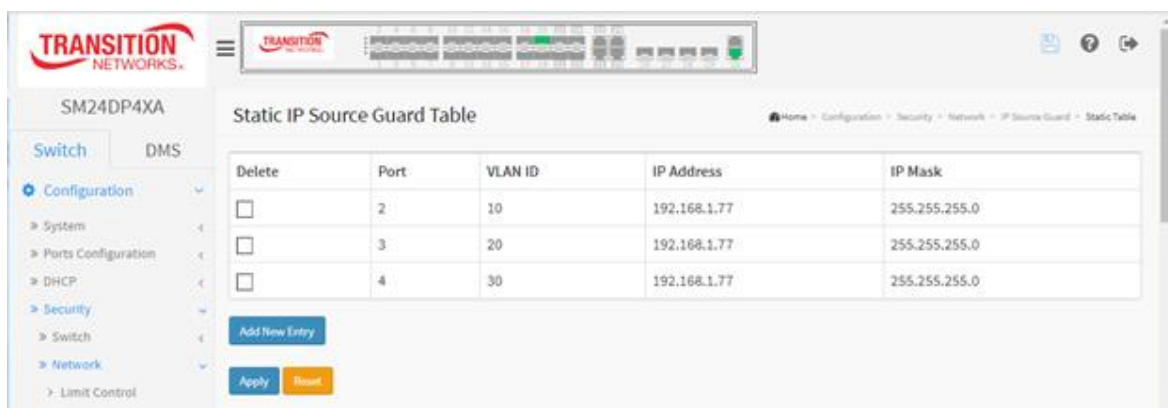 TRANSITION
NETWORKS.
TRANSITION
SM24DP4XA
Switch DMS
Configuration
» System
» Ports Configuration
» DHCP
» Security
» Switch
» Network
> Limit Control
Static IP Source Guard Table
Home > Configuration > Security > Network > IP Source Guard > Static Table
Delete Port VLAN ID IP Address IP Mask
2 10 192.168.1.77 255.255.255.0
3 20 192.168.1.77 255.255.255.0
4 30 192.168.1.77 255.255.255.0
Add New Entry
Apply Reset